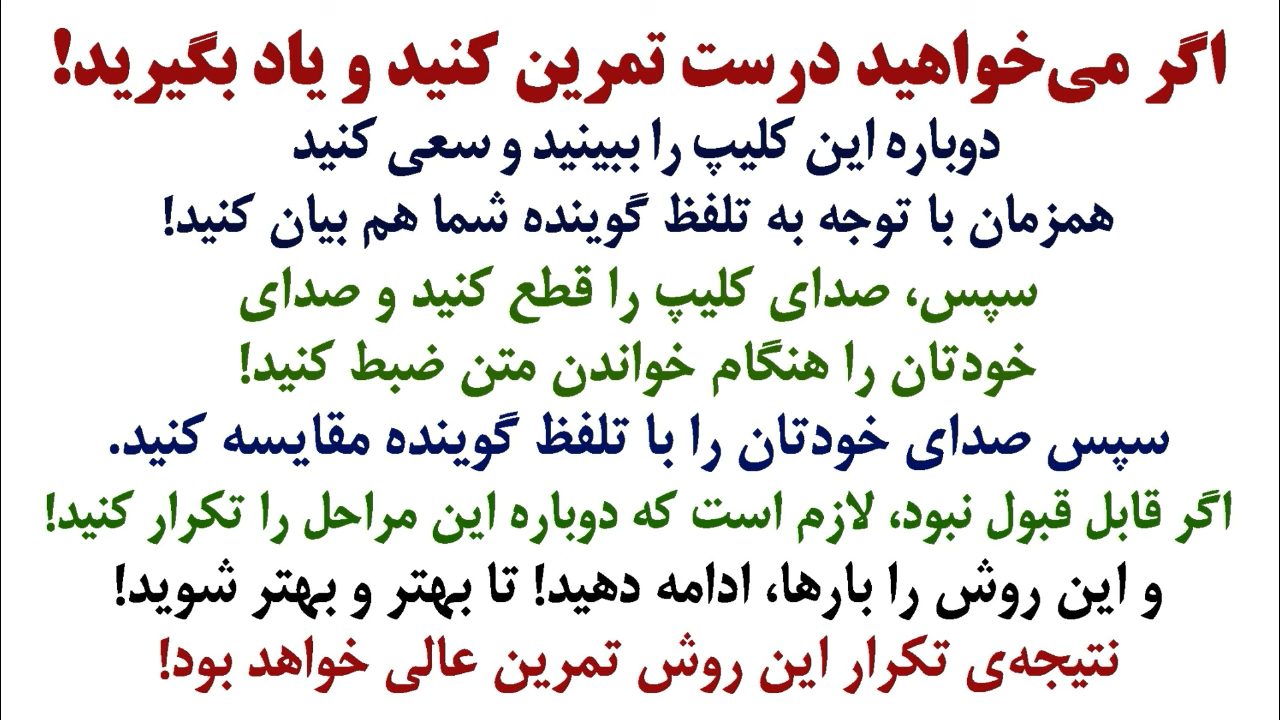 اگر می‌خواهید درست تمرین کنید و یاد بگیرید!
دوباره این کلیپ را ببینید و سعی کنید
همزمان با توجه به تلفظ گوینده شما هم بیان کنید!
سپس، صدای کلیپ را قطع کنید و صدای
خودتان را هنگام خواندن متن ضبط کنید!
سپس صدای خودتان را با تلفظ گوینده مقایسه کنید.
اگر قابل قبول نبود، لازم است که دوباره این مراحل را تکرار کنید!
و این روش را بارها، ادامه دهید! تا بهتر و بهتر شوید!
نتیجه‌ی تکرار این روش تمرین عالی خواهد بود!